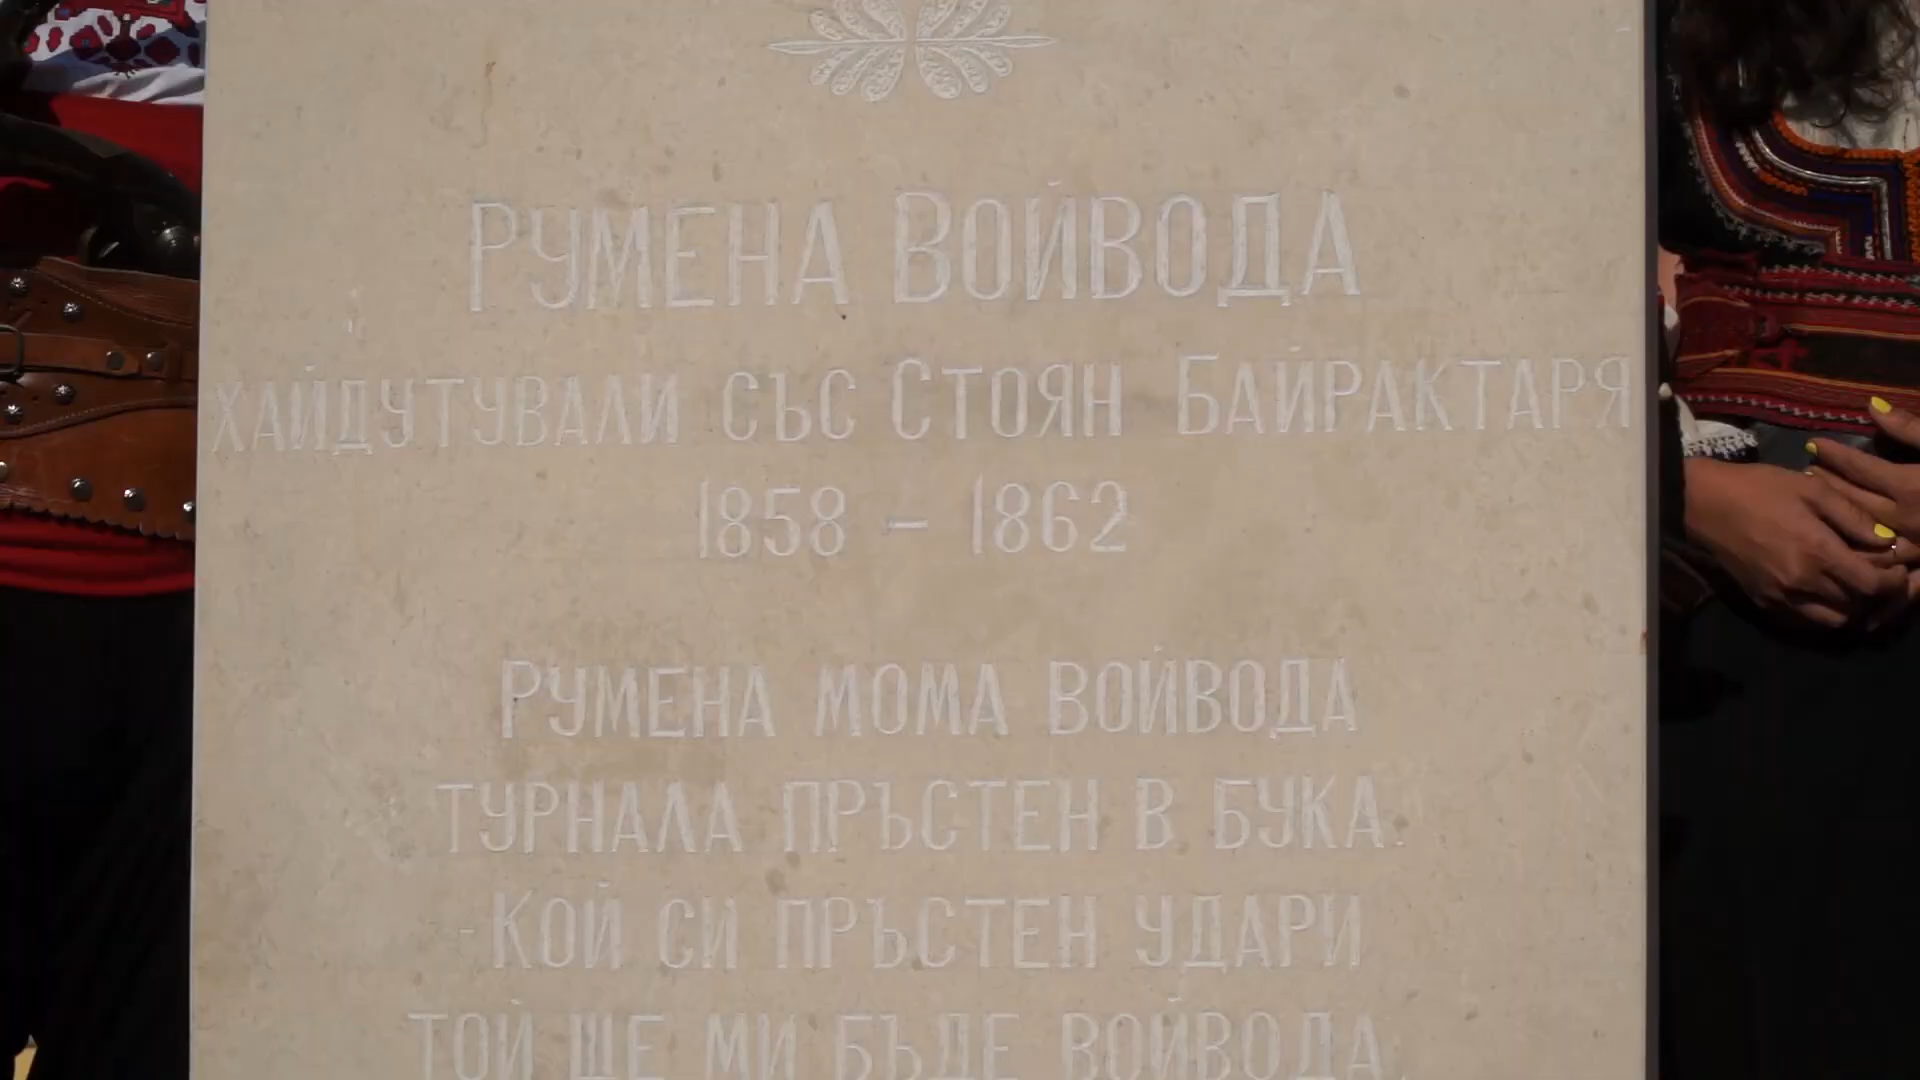 РУМЕНА ВОЙВОДА
ХАЙДУТУВАЛИ СЪС СТОЯН БАЙРАКТАРЯ
1858 – 1862
РУМЕНА МОМА ВОЙВОДА
ТУРНАЛА ПРЪСТЕН В БУКА.
-КОЙ СИ ПРЪСТЕН УДАРИ
ТОЙ ЩЕ МИ БЪДЕ ВОЙВОДА.